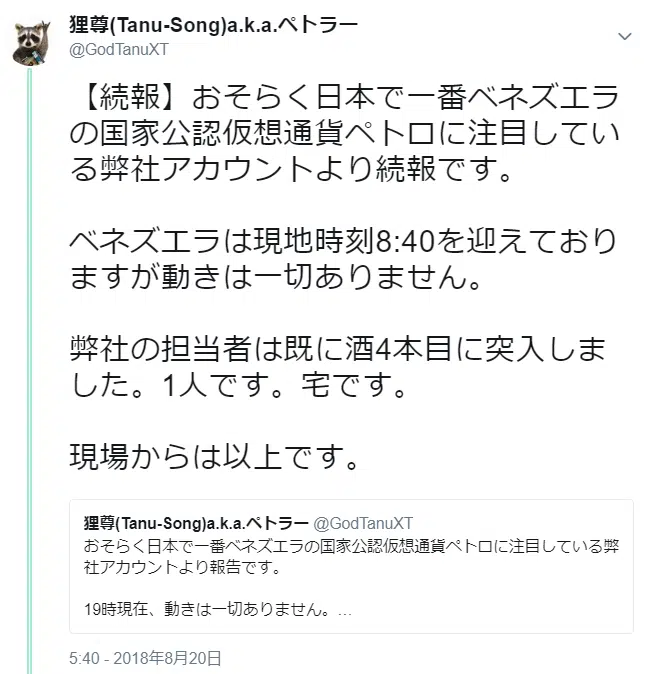 狸尊(Tanu-Song)a.k.a.ペトラー
@GodTanuXT
【続報】おそらく日本で一番ベネズエラ
の国家公認仮想通貨ペトロに注目してい
る弊社アカウントより続報です。
ベネズエラは現地時刻8:40を迎えており
ますが動きは一切ありません。
弊社の担当者は既に酒4本目に突入しま
した。1人です。宅です。
現場からは以上です。
狸尊(Tanu-Song)a.k.a.ペトラー @GodTanuXT
おそらく日本で一番ベネズエラの国家公認仮想通貨ペトロに注目している弊
社アカウントより報告です。
19時現在、動きは一切ありません。...
5:40 - 2018年8月20日